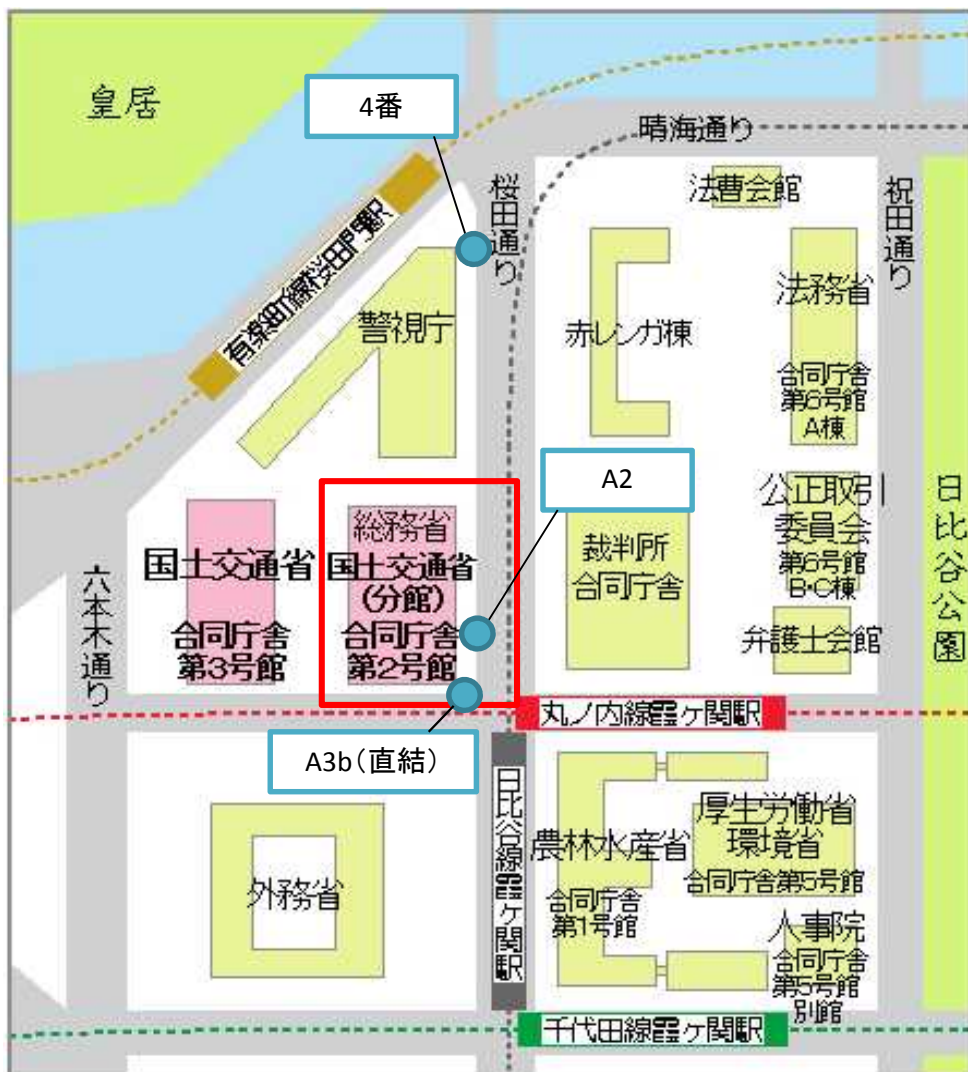 皇居
4番
晴海通り
桜田通り
法曹会館
祝田通り
有楽町線桜田門駅
警視庁
赤レンガ棟
法務省
合同庁舎
第6号館
A棟
A2
総務省
国土交通省
(分館)
合同庁舎
第2号館
国土交通省
合同庁舎
第3号館
六本木通り
裁判所
合同庁舎
公正取引
委員会
第6号館
B・C棟
弁護士会館
日比谷公園
丸ノ内線霞ヶ関駅
A3b(直結)
日比谷線霞ヶ関駅
外務省
農林水産省
合同庁舎
第1号館
厚生労働省
環境省
合同庁舎第5号館
人事院
合同庁舎
第5号館
別館
千代田線霞ヶ関駅